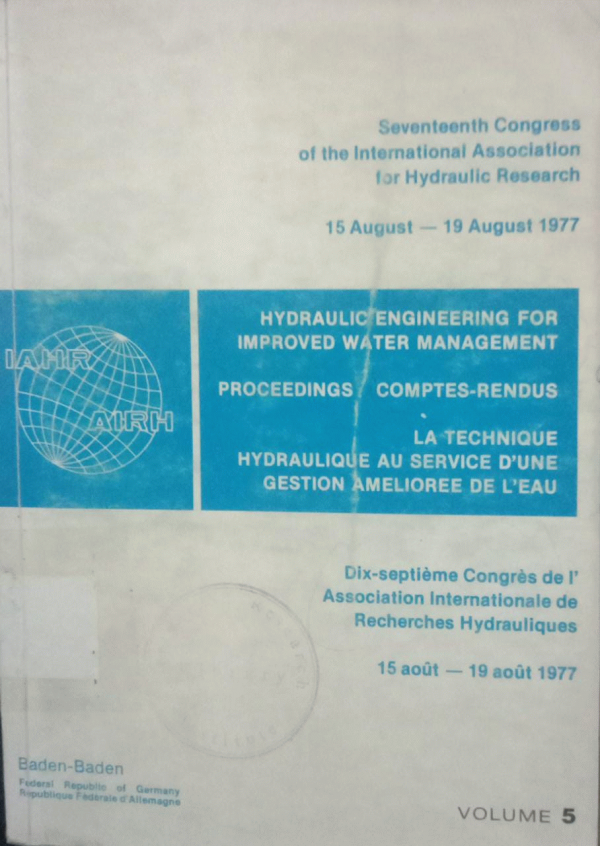 Seventeenth Congress
of the International Association
for Hydraulic Research
15 August — 19 August 1977
HYDRAULIC ENGINEERING FOR
IMPROVED WATER MANAGEMENT
PROCEEDINGS / COMPTES-RENDUS
LA TECHNIQUE
HYDRAULIQUE AU SERVICE D'UNE
GESTION AMELIOREE DE L'EAU
IAHR
AIRH
Dix-septième Congrès de l'
Association Internationale de
Recherches Hydrauliques
15 août — 19 août 1977
Baden-Baden
Federal Republic of Germany
République Fédérale d'Allemagne
VOLUME 5